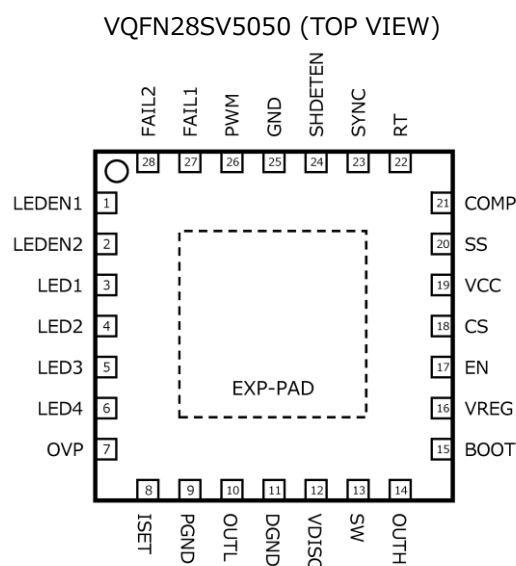 VQFN28SV5050 (TOP VIEW)
FAIL2
FAIL1
PWM
GND
SHDETEN
SYNC
RT
28
27
26
25
24
23
22
LEDEN1 1
LEDEN2 2
LED1 3
LED2 4
LED3 5
LED4 6
OVP 7
21 COMP
20 SS
19 VCC
18 CS
17 EN
16 VREG
15 BOOT
EXP-PAD
8
9
10
11
12
13
14
ISET
PGND
OUTL
DGND
VDISC
SW
OUTH